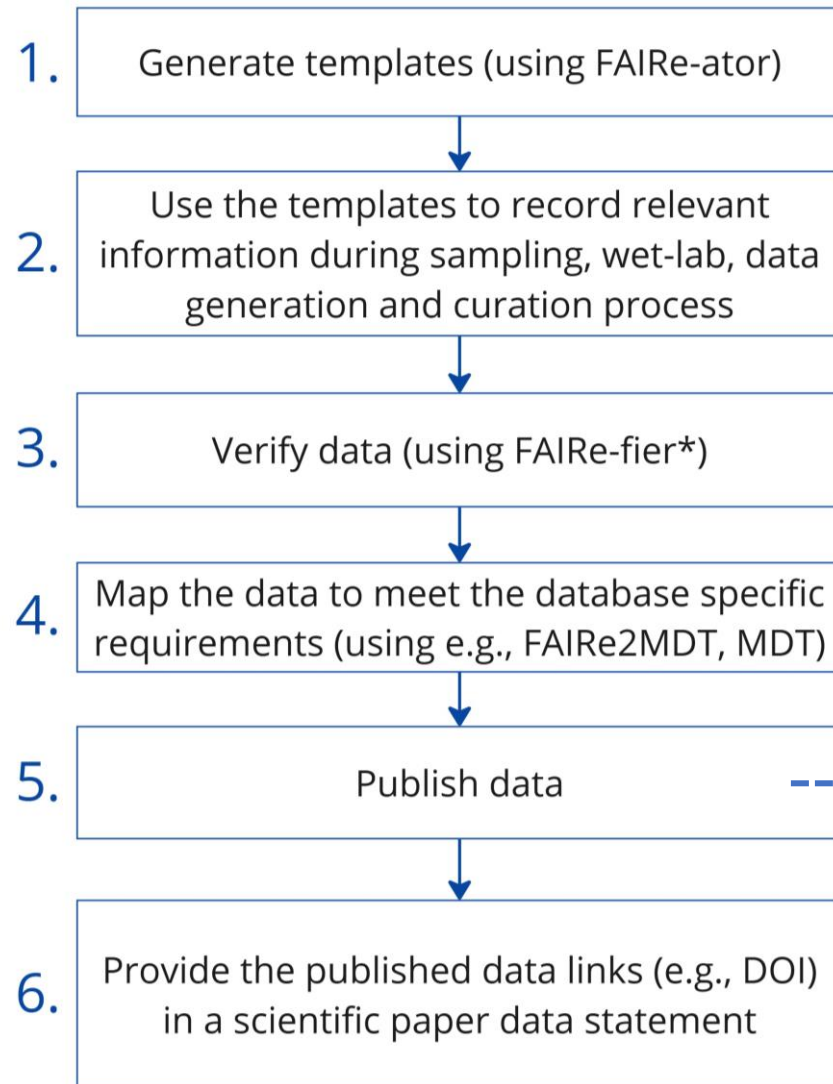 1.
Generate templates (using FAIRe-ator)
2.
Use the templates to record relevant
information during sampling, wet-lab, data
generation and curation process
3.
Verify data (using FAIRe-fier*)
4.
Map the data to meet the database specific
requirements (using e.g., FAIRe2MDT, MDT)
5.
Publish data
6.
Provide the published data links (e.g., DOI)
in a scientific paper data statement